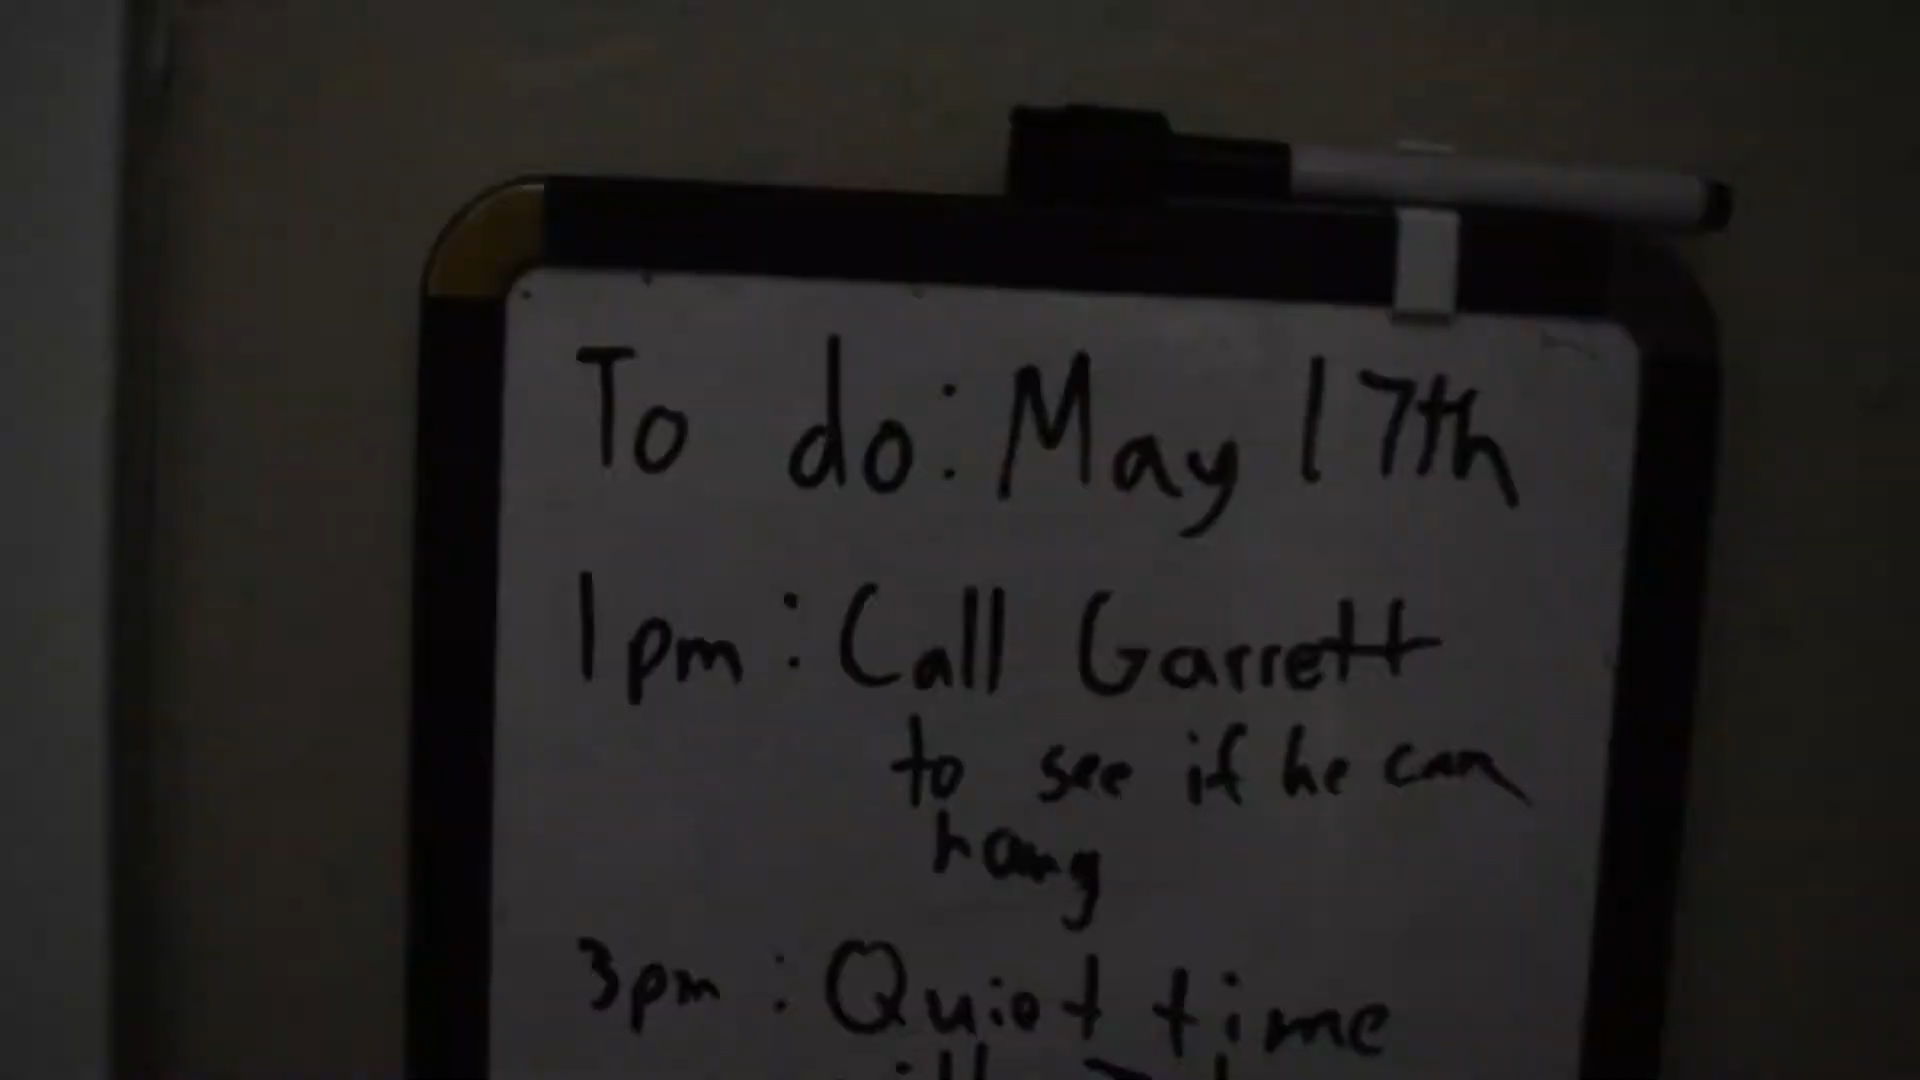 To do: May 17th
1pm: Call Garrett
to see if he can
hang
3pm: Quiet time